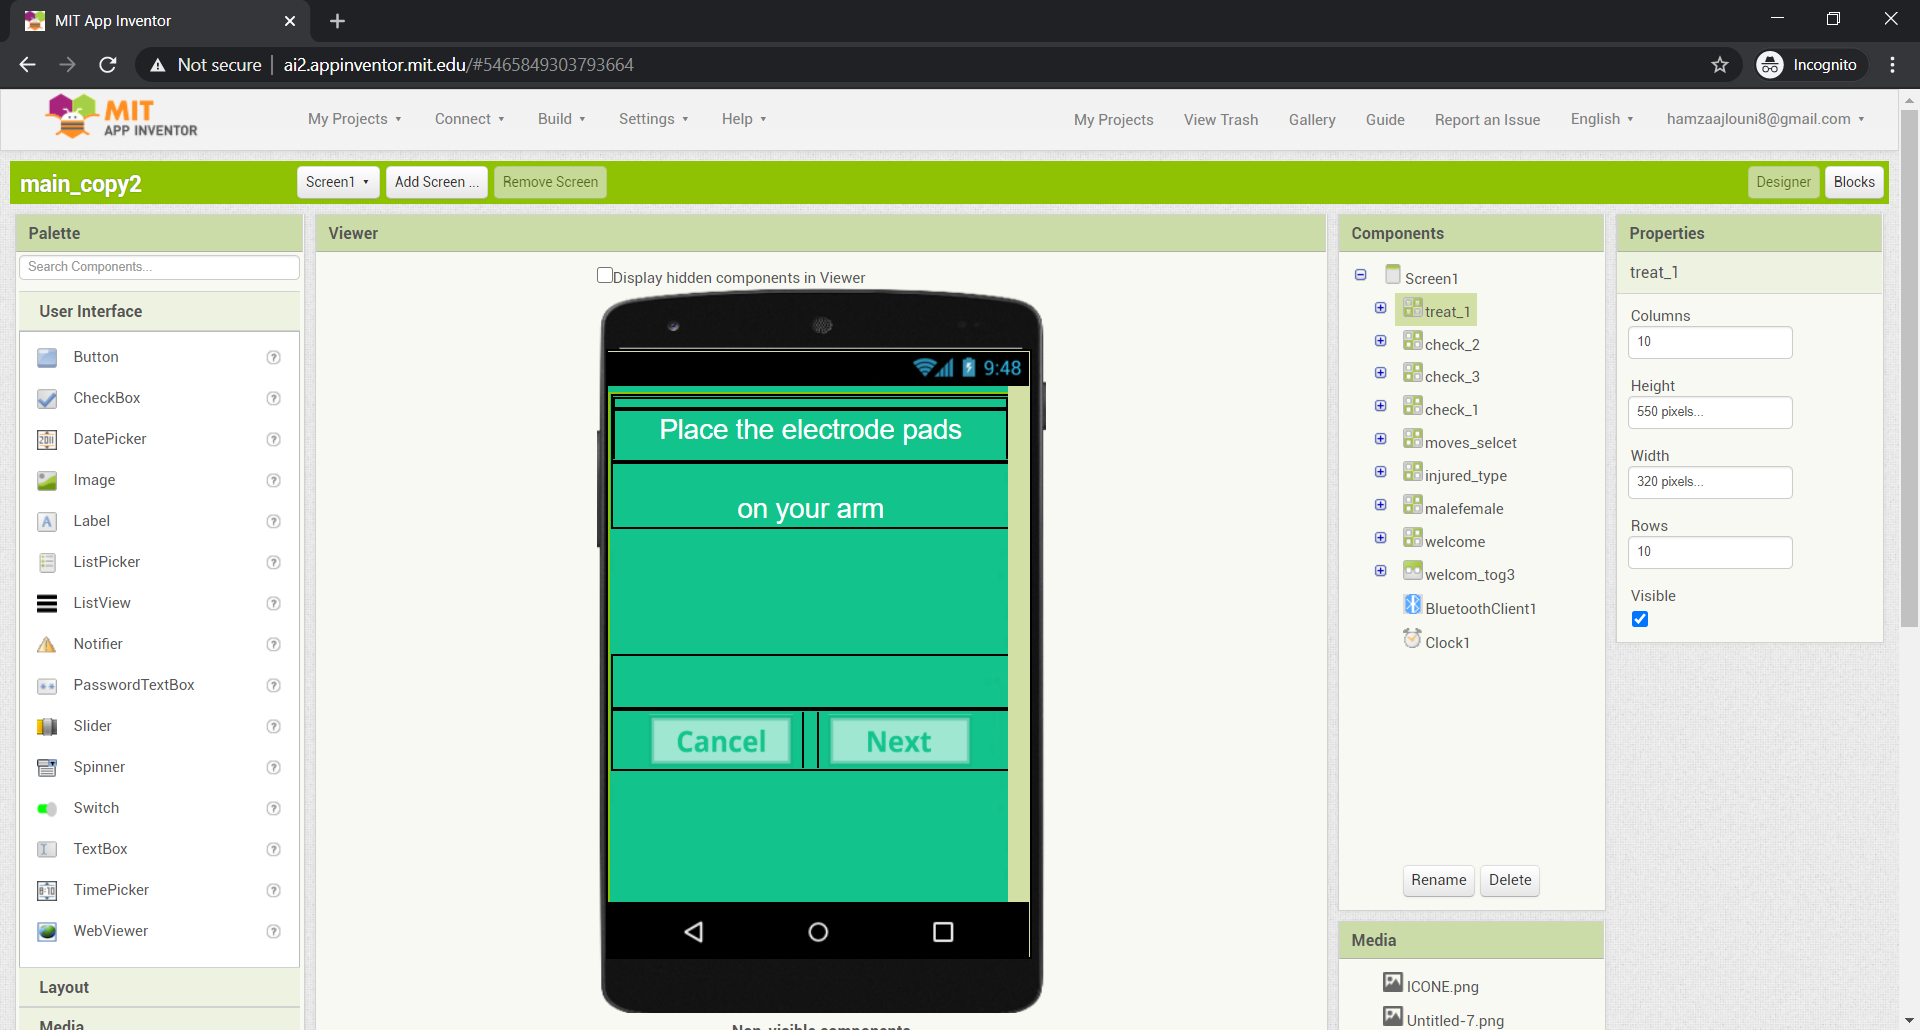 MIT App Inventor
Not secure
ai2.appinventor.mit.edu/#5465849303793664
Incognito
MIT
APP INVENTOR
My Projects
Connect
Build
Settings
Help
My Projects
View Trash
Gallery
Guide
Report an Issue
English
hamzaajlouni8@gmail.com
main_copy2
Screen1
Add Screen ...
Remove Screen
Designer
Blocks
Palette
Search Components...
User Interface
Button
CheckBox
DatePicker
Image
Label
ListPicker
ListView
Notifier
PasswordTextBox
Slider
Spinner
Switch
TextBox
TimePicker
WebViewer
Layout
Media
Viewer
Display hidden components in Viewer
9:48
Place the electrode pads
on your arm
Cancel
Next
Non-visible components
Components
Screen1
treat_1
check_2
check_3
check_1
moves_selcet
injured_type
malefemale
welcome
welcom_tog3
BluetoothClient1
Clock1
Rename
Delete
Media
ICONE.png
Untitled-7.png
Properties
treat_1
Columns
10
Height
550 pixels...
Width
320 pixels...
Rows
10
Visible